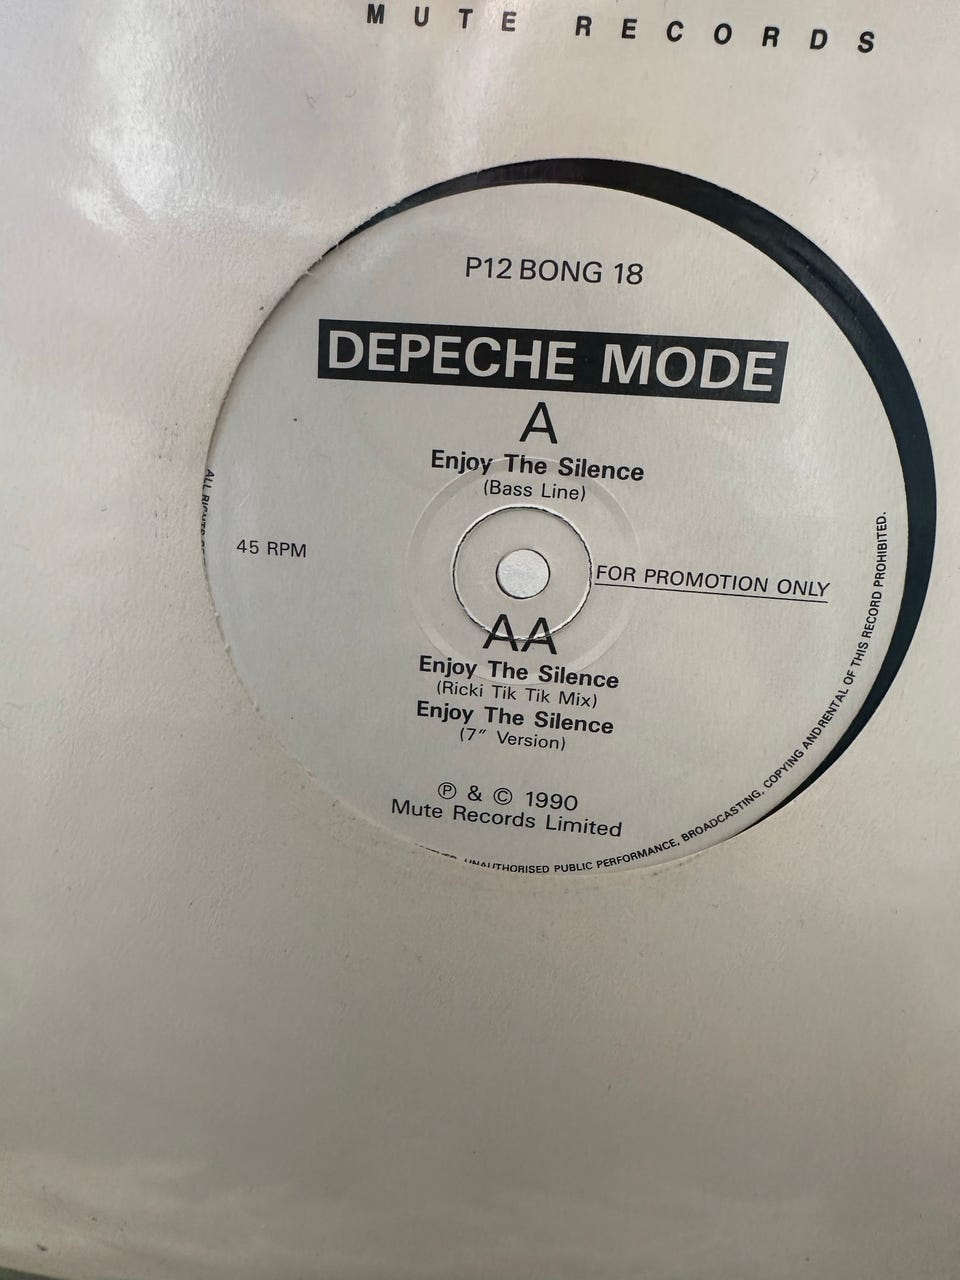 MUTE RECORDS
P12 BONG 18
DEPECHE MODE
A
Enjoy The Silence
(Bass Line)
45 RPM
FOR PROMOTION ONLY
AA
Enjoy The Silence
(Ricki Tik Tik Mix)
Enjoy The Silence
(7" Version)
Ⓟ & © 1990
Mute Records Limited
ALL RIGHTS
UNAUTHORISED PUBLIC PERFORMANCE, BROADCASTING, COPYING ANDRENTAL OF THIS RECORD PROHIBITED.